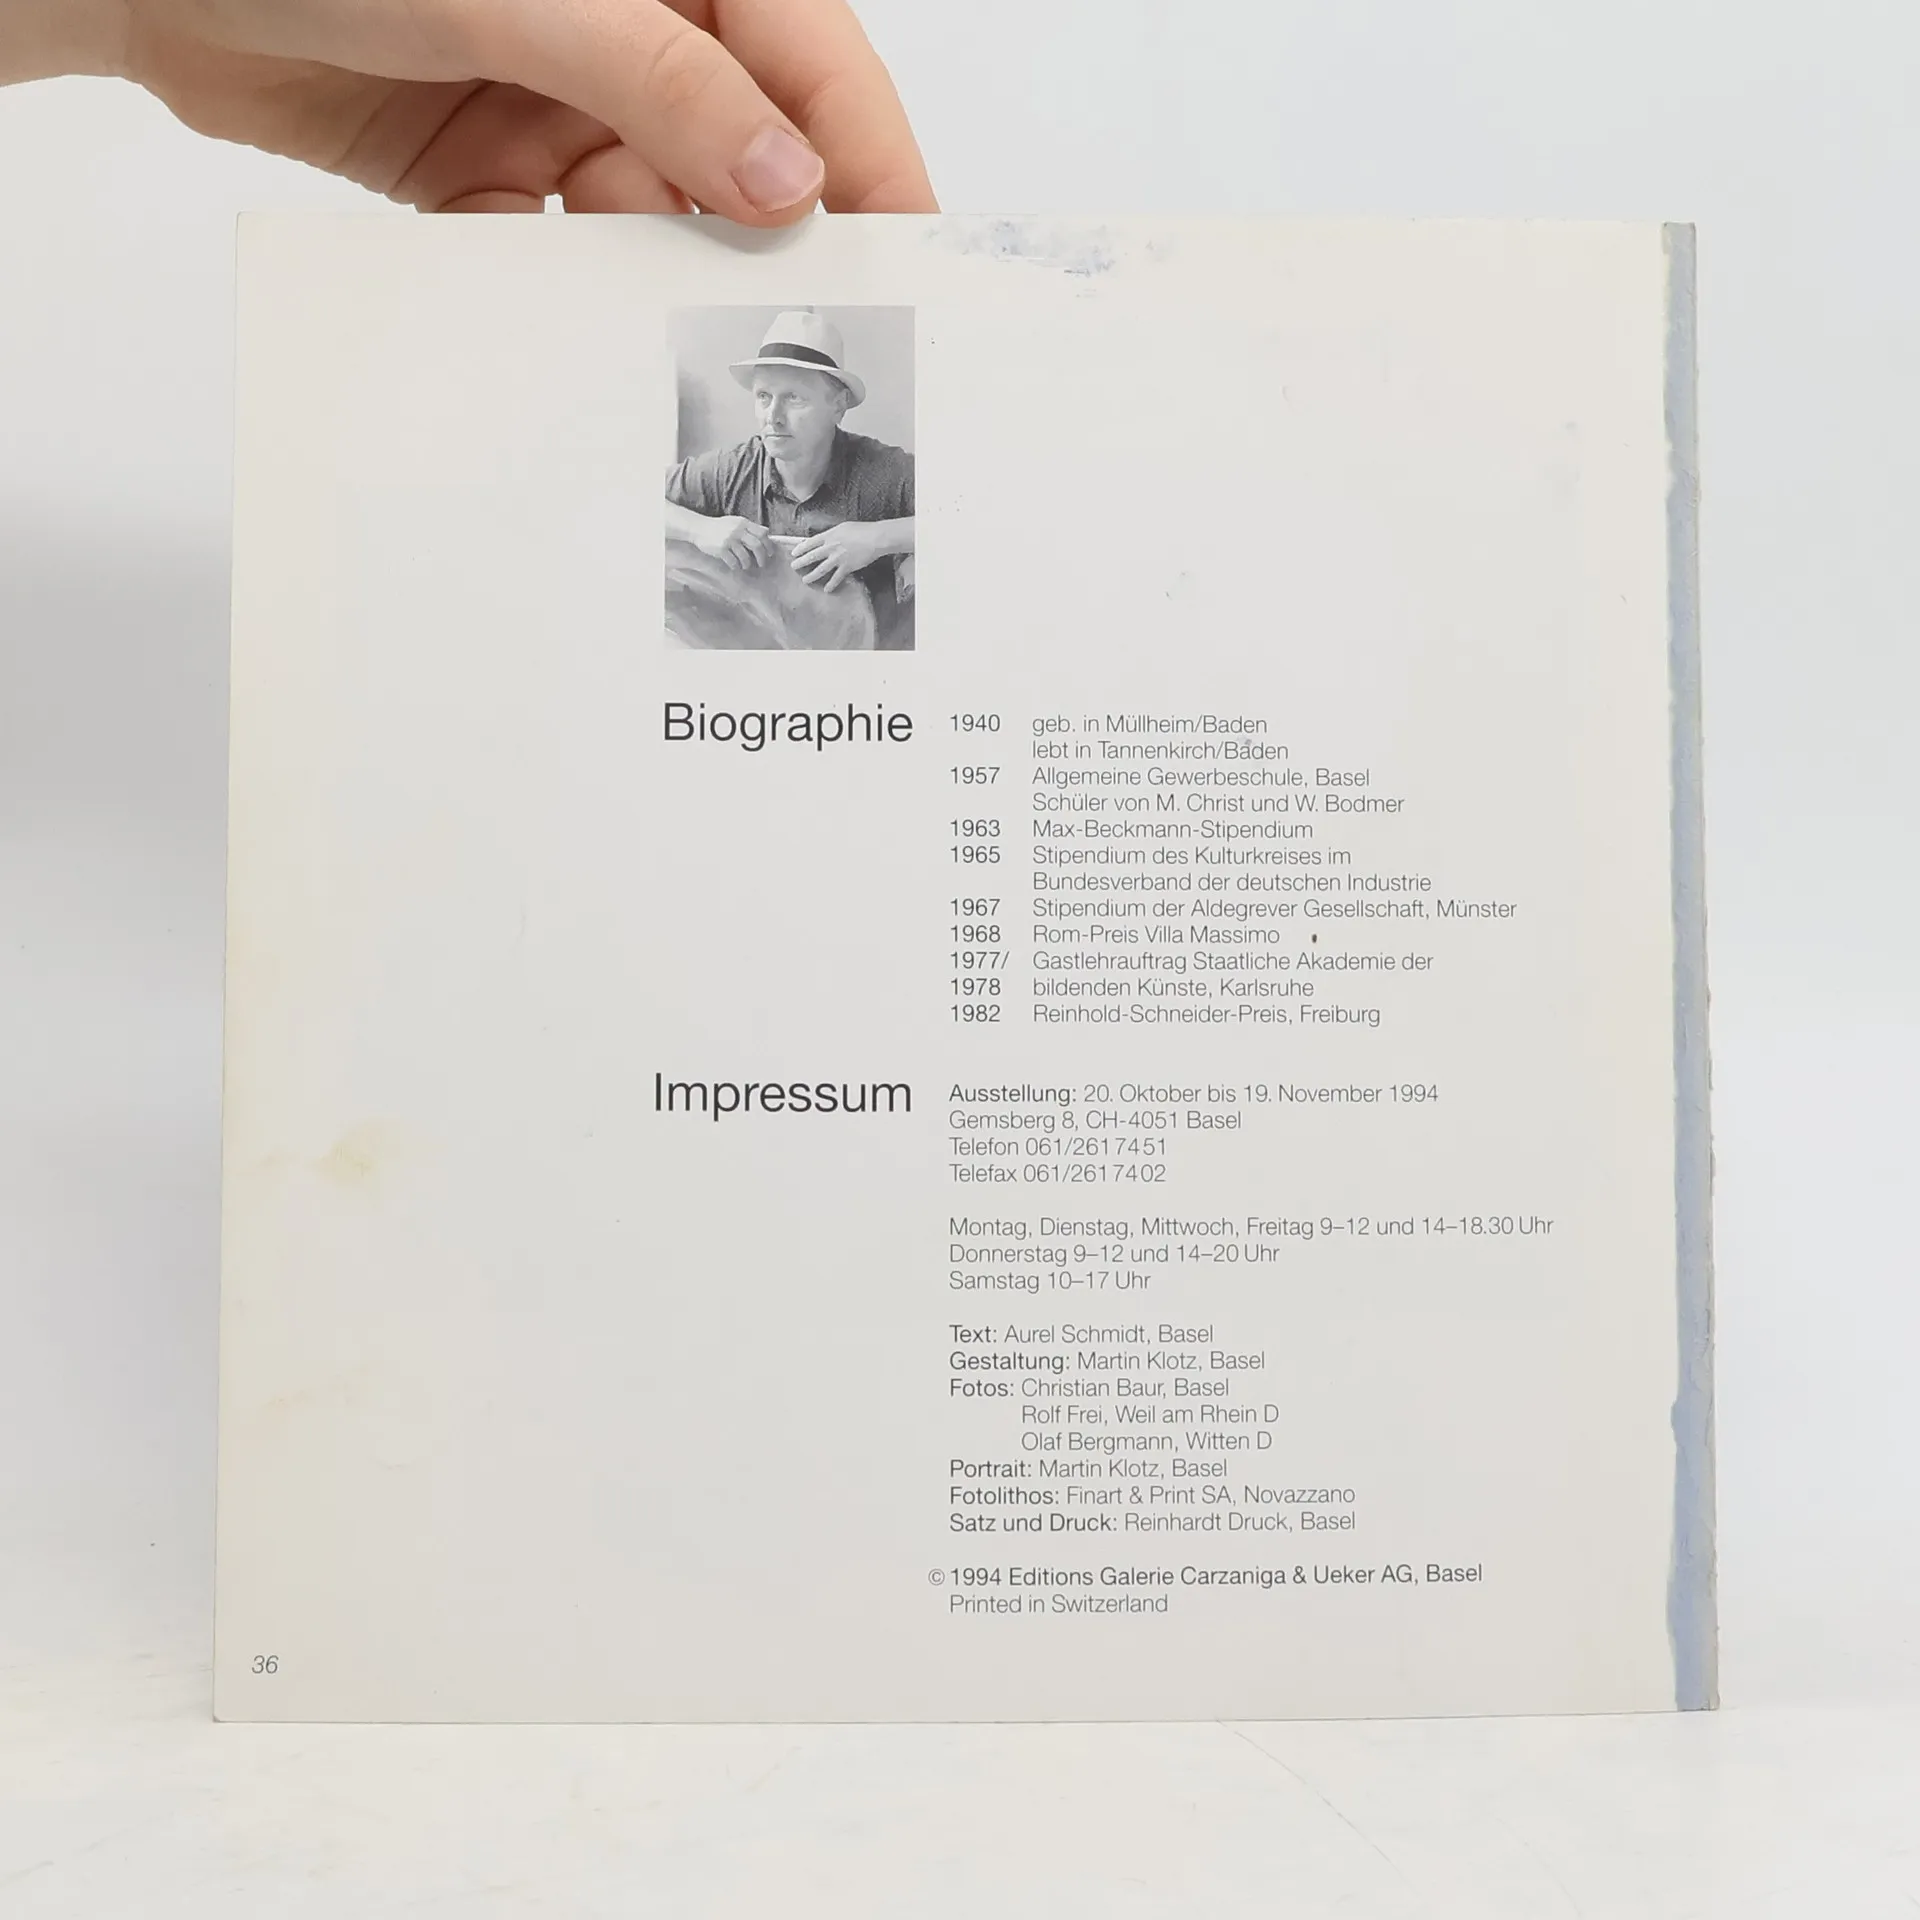 Biographie
1940 geb. in Müllheim/Baden
lebt in Tannenkirch/Baden
1957 Allgemeine Gewerbeschule, Basel
Schüler von M. Christ und W. Bodmer
1963 Max-Beckmann-Stipendium
1965 Stipendium des Kulturkreises im
Bundesverband der deutschen Industrie
1967 Stipendium der Aldegrever Gesellschaft, Münster
1968 Rom-Preis Villa Massimo
1977/ Gastlehrauftrag Staatliche Akademie der
1978 bildenden Künste, Karlsruhe
1982 Reinhold-Schneider-Preis, Freiburg
Impressum
Ausstellung: 20. Oktober bis 19. November 1994
Gemsberg 8, CH-4051 Basel
Telefon 061/261 74 51
Telefax 061/261 74 02
Montag, Dienstag, Mittwoch, Freitag 9–12 und 14–18.30 Uhr
Donnerstag 9–12 und 14–20 Uhr
Samstag 10–17 Uhr
Text: Aurel Schmidt, Basel
Gestaltung: Martin Klotz, Basel
Fotos: Christian Baur, Basel
Rolf Frei, Weil am Rhein D
Olaf Bergmann, Witten D
Portrait: Martin Klotz, Basel
Fotolithos: Finart & Print SA, Novazzano
Satz und Druck: Reinhardt Druck, Basel
© 1994 Editions Galerie Carzaniga & Ueker AG, Basel
Printed in Switzerland
36